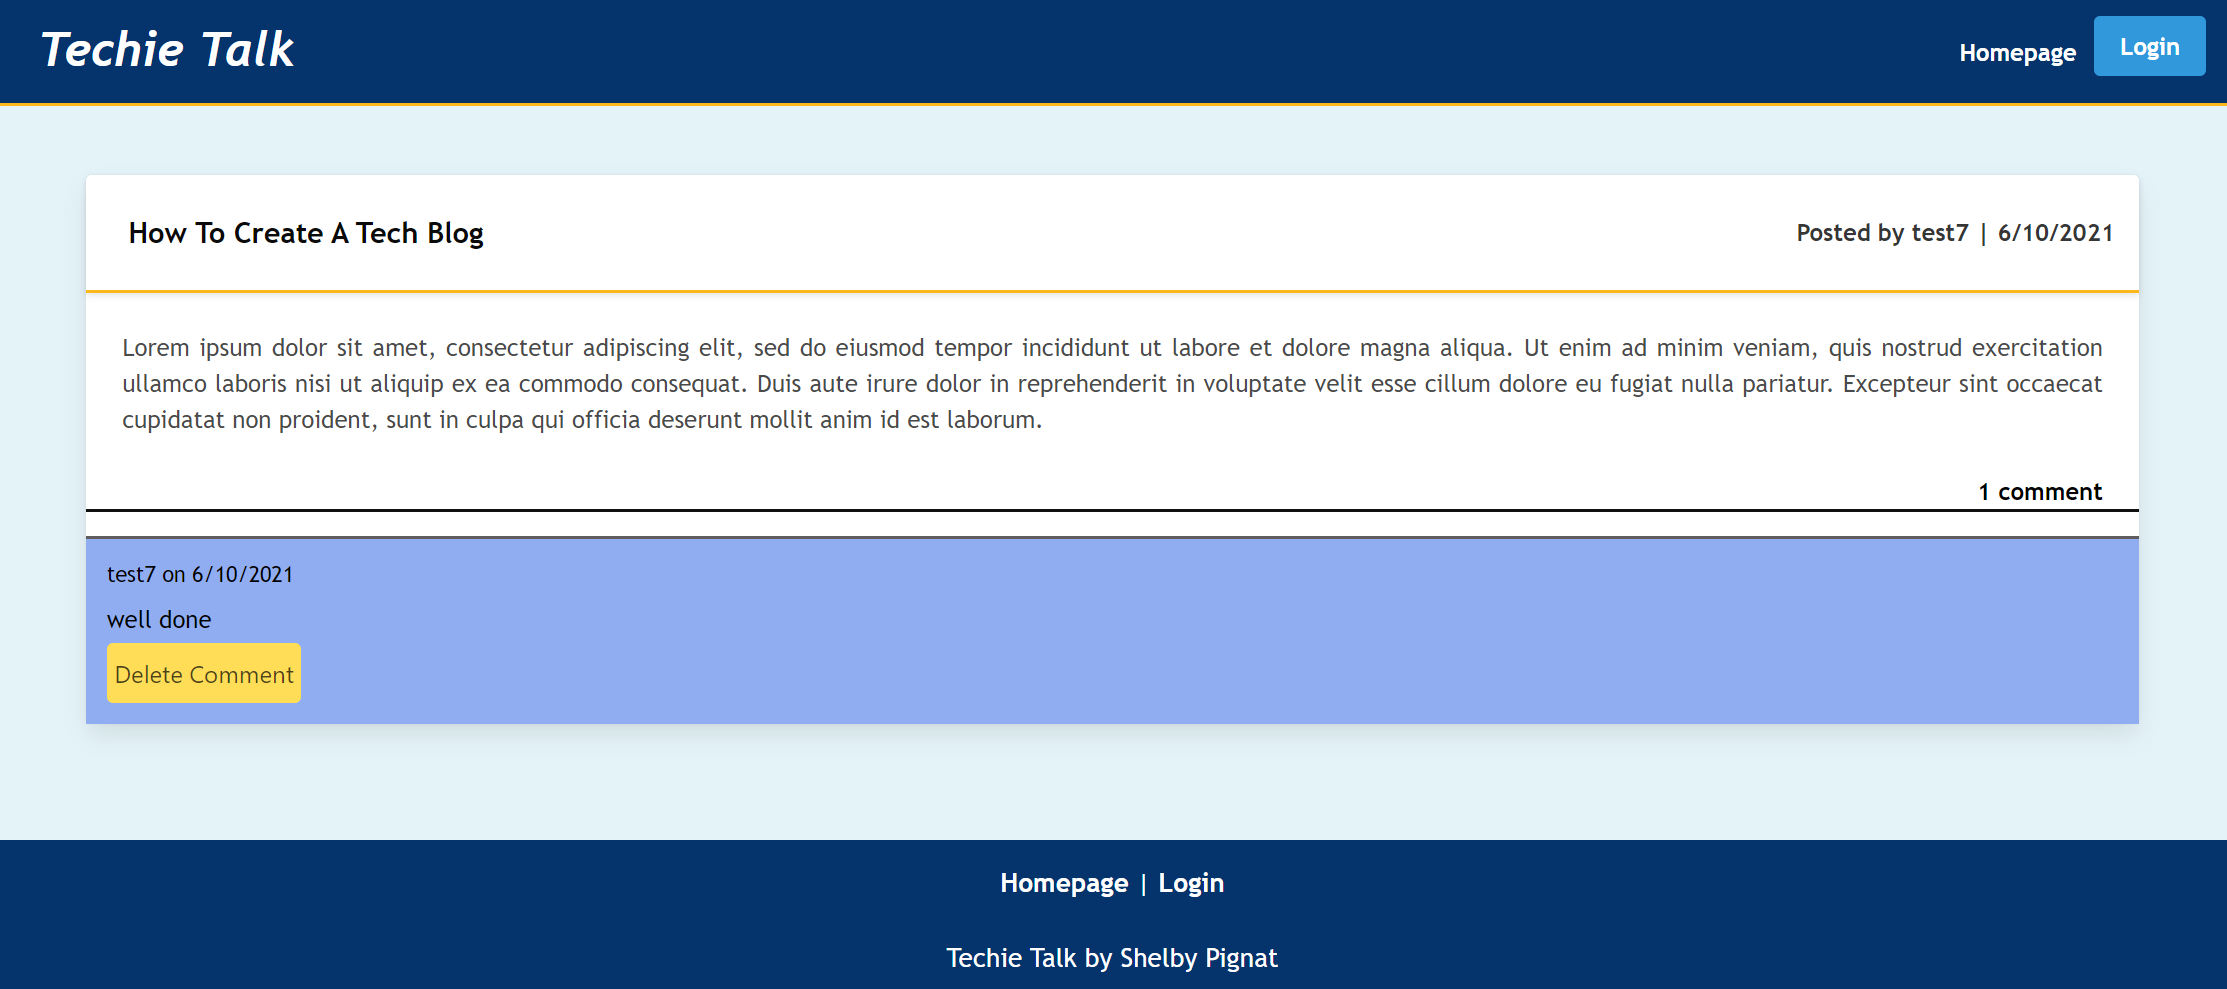 Techie Talk
Homepage
Login
How To Create A Tech Blog
Posted by test7 | 6/10/2021
Lorem ipsum dolor sit amet, consectetur adipiscing elit, sed do eiusmod tempor incididunt ut labore et dolore magna aliqua. Ut enim ad minim veniam, quis nostrud exercitation
ullamco laboris nisi ut aliquip ex ea commodo consequat. Duis aute irure dolor in reprehenderit in voluptate velit esse cillum dolore eu fugiat nulla pariatur. Excepteur sint occaecat
cupidatat non proident, sunt in culpa qui officia deserunt mollit anim id est laborum.
1 comment
test7 on 6/10/2021
well done
Delete Comment
Homepage | Login
Techie Talk by Shelby Pignat